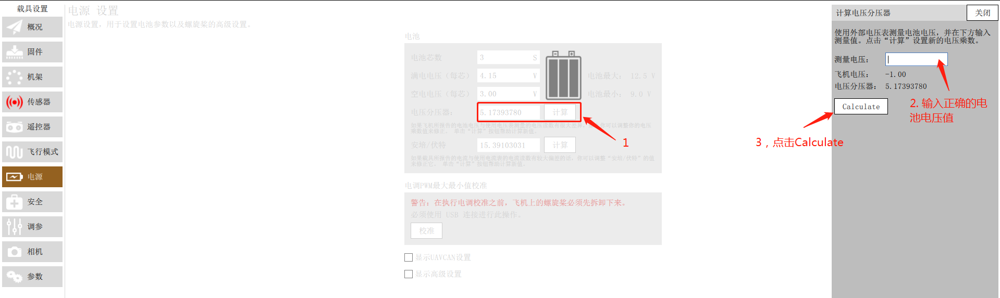 载具设置
概况
固件
机架
传感器
遥控器
飞行模式
电源
安全
调参
相机
参数
电源 设置
电源设置，用于设置电池参数以及螺旋桨的高级设置。
电池
电池芯数 3 S
满电电压（每芯） 4.15 V 电池最大： 12.5 V
空电电压（每芯） 3.00 V 电池最小： 9.0 V
电压分压器： 5.17393780 计算
如果飞机所报告的电池电压与使用电压表测量的电压读数有很大差异，你可以调整你的电压
乘数值来修正。 单击“计算”按钮帮助计算新值。
1
安培/伏特 15.39103031 计算
如果载具所报告的电流与使用电流表的电流读数有较大偏差的话，你可以调整“安培/伏特”的值
来修正它。 单击“计算”按钮帮助计算新值。
电调PWM最大最小值校准
警告：在执行电调校准之前，飞机上的螺旋桨必须先拆卸下来。
必须使用 USB 连接进行此操作。
校准
显示UAVCAN设置
显示高级设置
计算电压分压器 关闭
使用外部电压表测量电池电压，并在下方输入
测量值。点击“计算”设置新的电压乘数。
测量电压：
飞机电压： -1.00
电压分压器： 5.17393780
Calculate
2. 输入正确的电
池电压值
3，点击Calculate